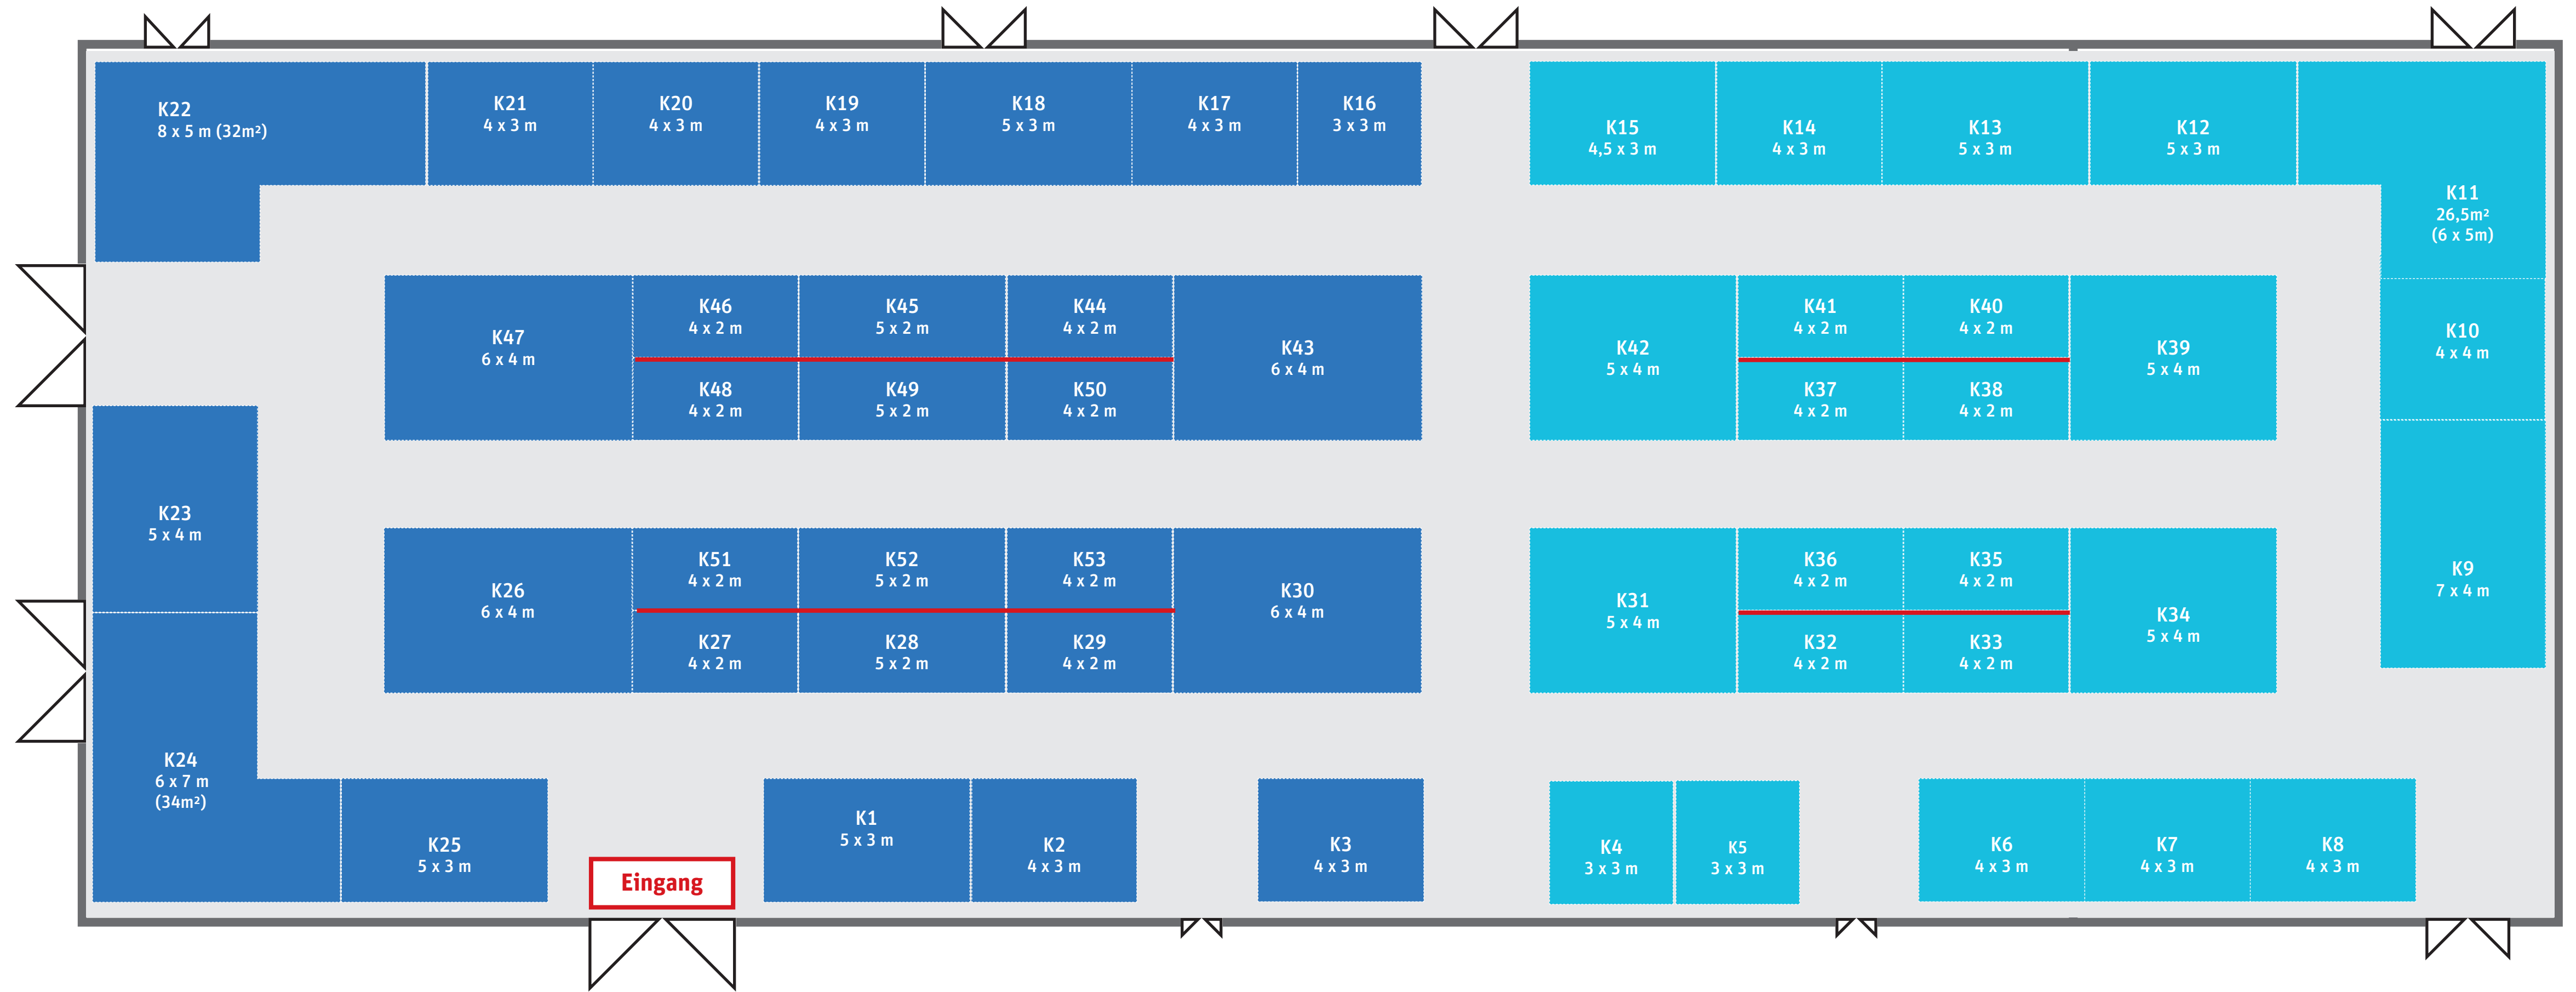 K22
8 x 5 m (32m²)
K21
4 x 3 m
K20
4 x 3 m
K19
4 x 3 m
K18
5 x 3 m
K17
4 x 3 m
K16
3 x 3 m
K15
4,5 x 3 m
K14
4 x 3 m
K13
5 x 3 m
K12
5 x 3 m
K11
26,5m²
(6 x 5m)
K47
6 x 4 m
K46
4 x 2 m
K45
5 x 2 m
K44
4 x 2 m
K48
4 x 2 m
K49
5 x 2 m
K50
4 x 2 m
K43
6 x 4 m
K42
5 x 4 m
K41
4 x 2 m
K40
4 x 2 m
K37
4 x 2 m
K38
4 x 2 m
K39
5 x 4 m
K10
4 x 4 m
K23
5 x 4 m
K26
6 x 4 m
K51
4 x 2 m
K52
5 x 2 m
K53
4 x 2 m
K27
4 x 2 m
K28
5 x 2 m
K29
4 x 2 m
K30
6 x 4 m
K31
5 x 4 m
K36
4 x 2 m
K35
4 x 2 m
K32
4 x 2 m
K33
4 x 2 m
K34
5 x 4 m
K9
7 x 4 m
K24
6 x 7 m
(34m²)
K25
5 x 3 m
Eingang
K1
5 x 3 m
K2
4 x 3 m
K3
4 x 3 m
K4
3 x 3 m
K5
3 x 3 m
K6
4 x 3 m
K7
4 x 3 m
K8
4 x 3 m